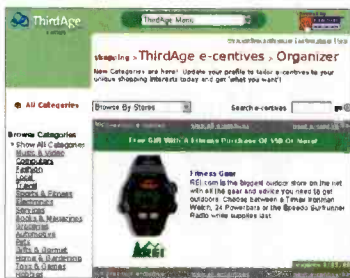 ThirdAge
ThirdAge Menu
shopping > ThirdAge e-centives > Organizer
New Categories are here! Update your profile to tailor e-centives to your
unique shopping interests today and get 'what you want'!
All Categories
Browse By Stores
Search e-centives
Free Gift With A Fitness Purchase Of $50 Or More!
Browse Categories
Show All Categories
Music & Video
Computers
Fashion
Local
Travel
Sports & Fitness
Electronics
Services
Books & Magazines
Groceries
Automotive
Pets
Gifts & Gormet
Home & Gardening
Toys & Games
Hobbies
Fitness Gear
REI.com is the biggest outdoor store on the net
with all the gear and advice you need to get
outdoors. Choose between a Timex Ironman
Watch, 24 Powerbars or the Speedo Surfrunner
Radio while supplies last.
REI